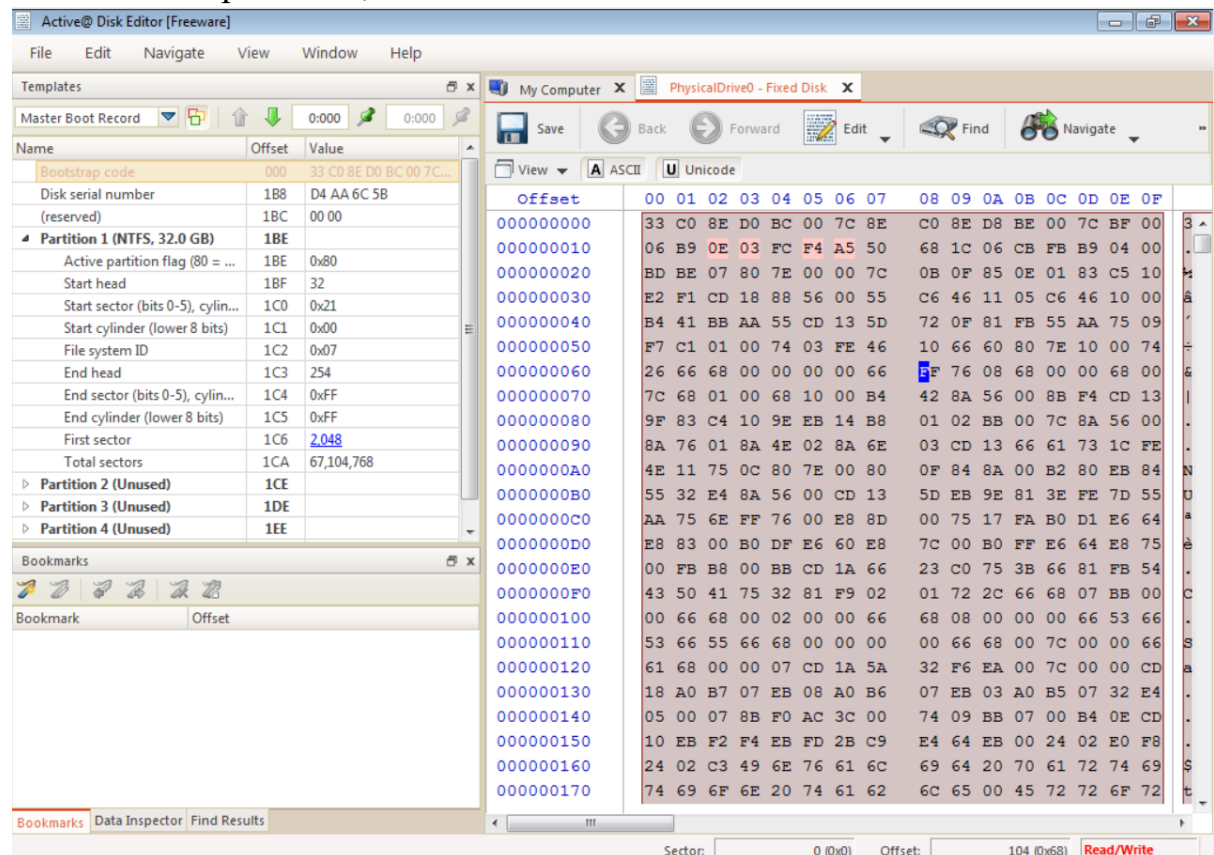 Active@ Disk Editor [Freeware]
File Edit Navigate View Window Help
Templates
My Computer X PhysicalDrive0 - Fixed Disk X
Master Boot Record 0:000 0:000
Save Back Forward Edit Find Navigate »
Name Offset Value
View A ASCII U Unicode
Bootstrap code 000 33 C0 8E D0 BC 00 7C...
Disk serial number 1B8 D4 AA 6C 5B
(reserved) 1BC 00 00
Partition 1 (NTFS, 32.0 GB) 1BE
Active partition flag (80 = ... 1BE 0x80
Start head 1BF 32
Start sector (bits 0-5), cylin... 1C0 0x21
Start cylinder (lower 8 bits) 1C1 0x00
File system ID 1C2 0x07
End head 1C3 254
End sector (bits 0-5), cylin... 1C4 0xFF
End cylinder (lower 8 bits) 1C5 0xFF
First sector 1C6 2,048
Total sectors 1CA 67,104,768
Partition 2 (Unused) 1CE
Partition 3 (Unused) 1DE
Partition 4 (Unused) 1EE
Bookmarks
Bookmark Offset
Bookmarks Data Inspector Find Results
Offset 00 01 02 03 04 05 06 07 08 09 0A 0B 0C 0D 0E 0F
000000000 33 C0 8E D0 BC 00 7C 8E C0 8E D8 BE 00 7C BF 00 3
000000010 06 B9 0E 03 FC F4 A5 50 68 1C 06 CB FB B9 04 00 .
000000020 BD BE 07 80 7E 00 00 7C 0B 0F 85 0E 01 83 C5 10 ½
000000030 E2 F1 CD 18 88 56 00 55 C6 46 11 05 C6 46 10 00 â
000000040 B4 41 BB AA 55 CD 13 5D 72 0F 81 FB 55 AA 75 09 ´
000000050 F7 C1 01 00 74 03 FE 46 10 66 60 80 7E 10 00 74 ÷
000000060 26 66 68 00 00 00 00 66 FF 76 08 68 00 00 68 00 &
000000070 7C 68 01 00 68 10 00 B4 42 8A 56 00 8B F4 CD 13 |
000000080 9F 83 C4 10 9E EB 14 B8 01 02 BB 00 7C 8A 56 00 .
000000090 8A 76 01 8A 4E 02 8A 6E 03 CD 13 66 61 73 1C FE .
0000000A0 4E 11 75 0C 80 7E 00 80 0F 84 8A 00 B2 80 EB 84 N
0000000B0 55 32 E4 8A 56 00 CD 13 5D EB 9E 81 3E FE 7D 55 U
0000000C0 AA 75 6E FF 76 00 E8 8D 00 75 17 FA B0 D1 E6 64 ª
0000000D0 E8 83 00 B0 DF E6 60 E8 7C 00 B0 FF E6 64 E8 75 è
0000000E0 00 FB B8 00 BB CD 1A 66 23 C0 75 3B 66 81 FB 54 .
0000000F0 43 50 41 75 32 81 F9 02 01 72 2C 66 68 07 BB 00 C
000000100 00 66 68 00 02 00 00 66 68 08 00 00 00 66 53 66 .
000000110 53 66 55 66 68 00 00 00 00 66 68 00 7C 00 00 66 S
000000120 61 68 00 00 07 CD 1A 5A 32 F6 EA 00 7C 00 00 CD a
000000130 18 A0 B7 07 EB 08 A0 B6 07 EB 03 A0 B5 07 32 E4 .
000000140 05 00 07 8B F0 AC 3C 00 74 09 BB 07 00 B4 0E CD .
000000150 10 EB F2 F4 EB FD 2B C9 E4 64 EB 00 24 02 E0 F8 .
000000160 24 02 C3 49 6E 76 61 6C 69 64 20 70 61 72 74 69 $
000000170 74 69 6F 6E 20 74 61 62 6C 65 00 45 72 72 6F 72 t
Sector: 0 (0x0) Offset: 104 (0x68) Read/Write